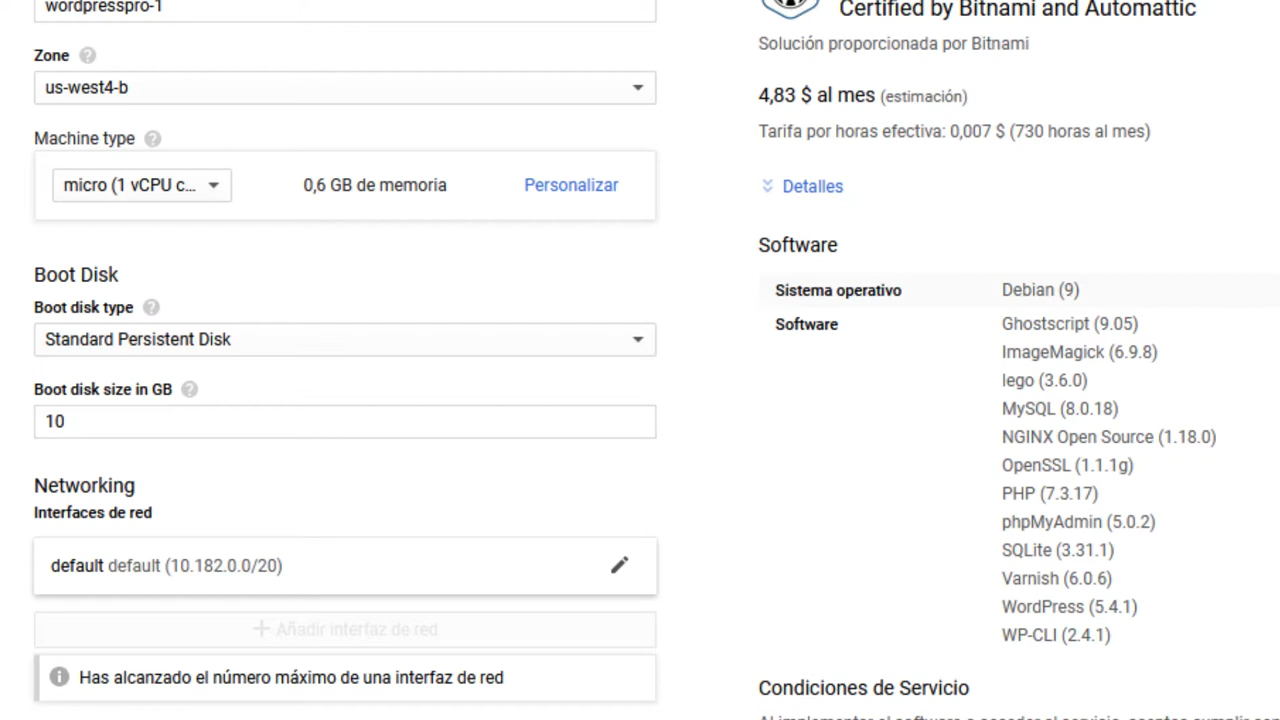 wordpresspro-1
Zone
us-west4-b
Machine type
micro (1 vCPU c...
0,6 GB de memoria
Personalizar
Boot Disk
Boot disk type
Standard Persistent Disk
Boot disk size in GB
10
Networking
Interfaces de red
default default (10.182.0.0/20)
+ Añadir interfaz de red
Has alcanzado el número máximo de una interfaz de red
Certified by Bitnami and Automattic
Solución proporcionada por Bitnami
4,83 $ al mes (estimación)
Tarifa por horas efectiva: 0,007 $ (730 horas al mes)
Detalles
Software
Sistema operativo
Debian (9)
Software
Ghostscript (9.05)
ImageMagick (6.9.8)
lego (3.6.0)
MySQL (8.0.18)
NGINX Open Source (1.18.0)
OpenSSL (1.1.1g)
PHP (7.3.17)
phpMyAdmin (5.0.2)
SQLite (3.31.1)
Varnish (6.0.6)
WordPress (5.4.1)
WP-CLI (2.4.1)
Condiciones de Servicio